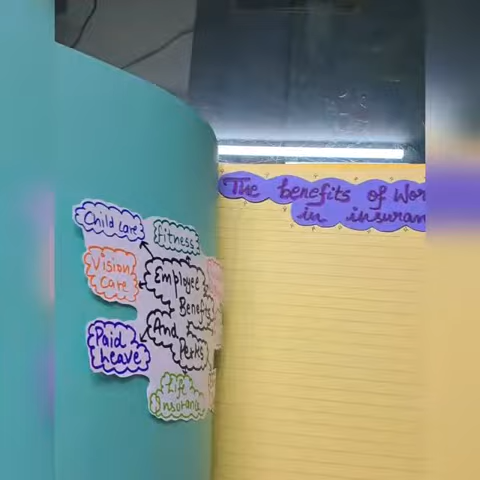 Child care
Fitness
Vision
Care
Employee
Benefits
And
Perks
Paid
Leave
Life
Insurance
The benefits of Wor
in insuran